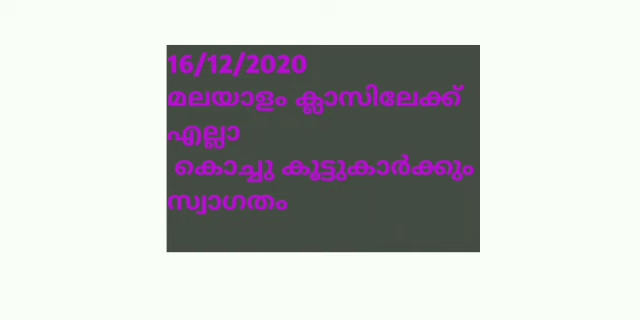 16/12/2020
മലയാളം ക്ലാസിലേക്ക്
എല്ലാ
കൊച്ചു കൂട്ടുകാർക്കും
സ്വാഗതം